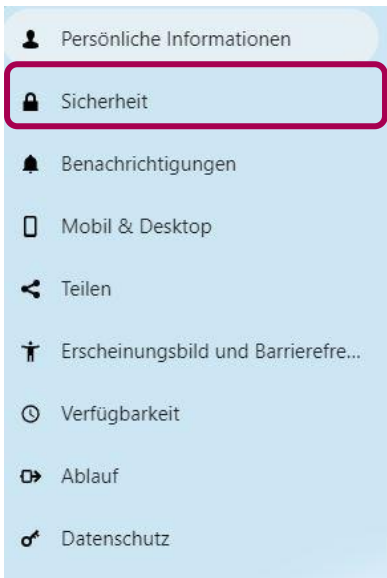 Persönliche Informationen
Sicherheit
Benachrichtigungen
Mobil & Desktop
Teilen
Erscheinungsbild und Barrierefre...
Verfügbarkeit
Ablauf
Datenschutz